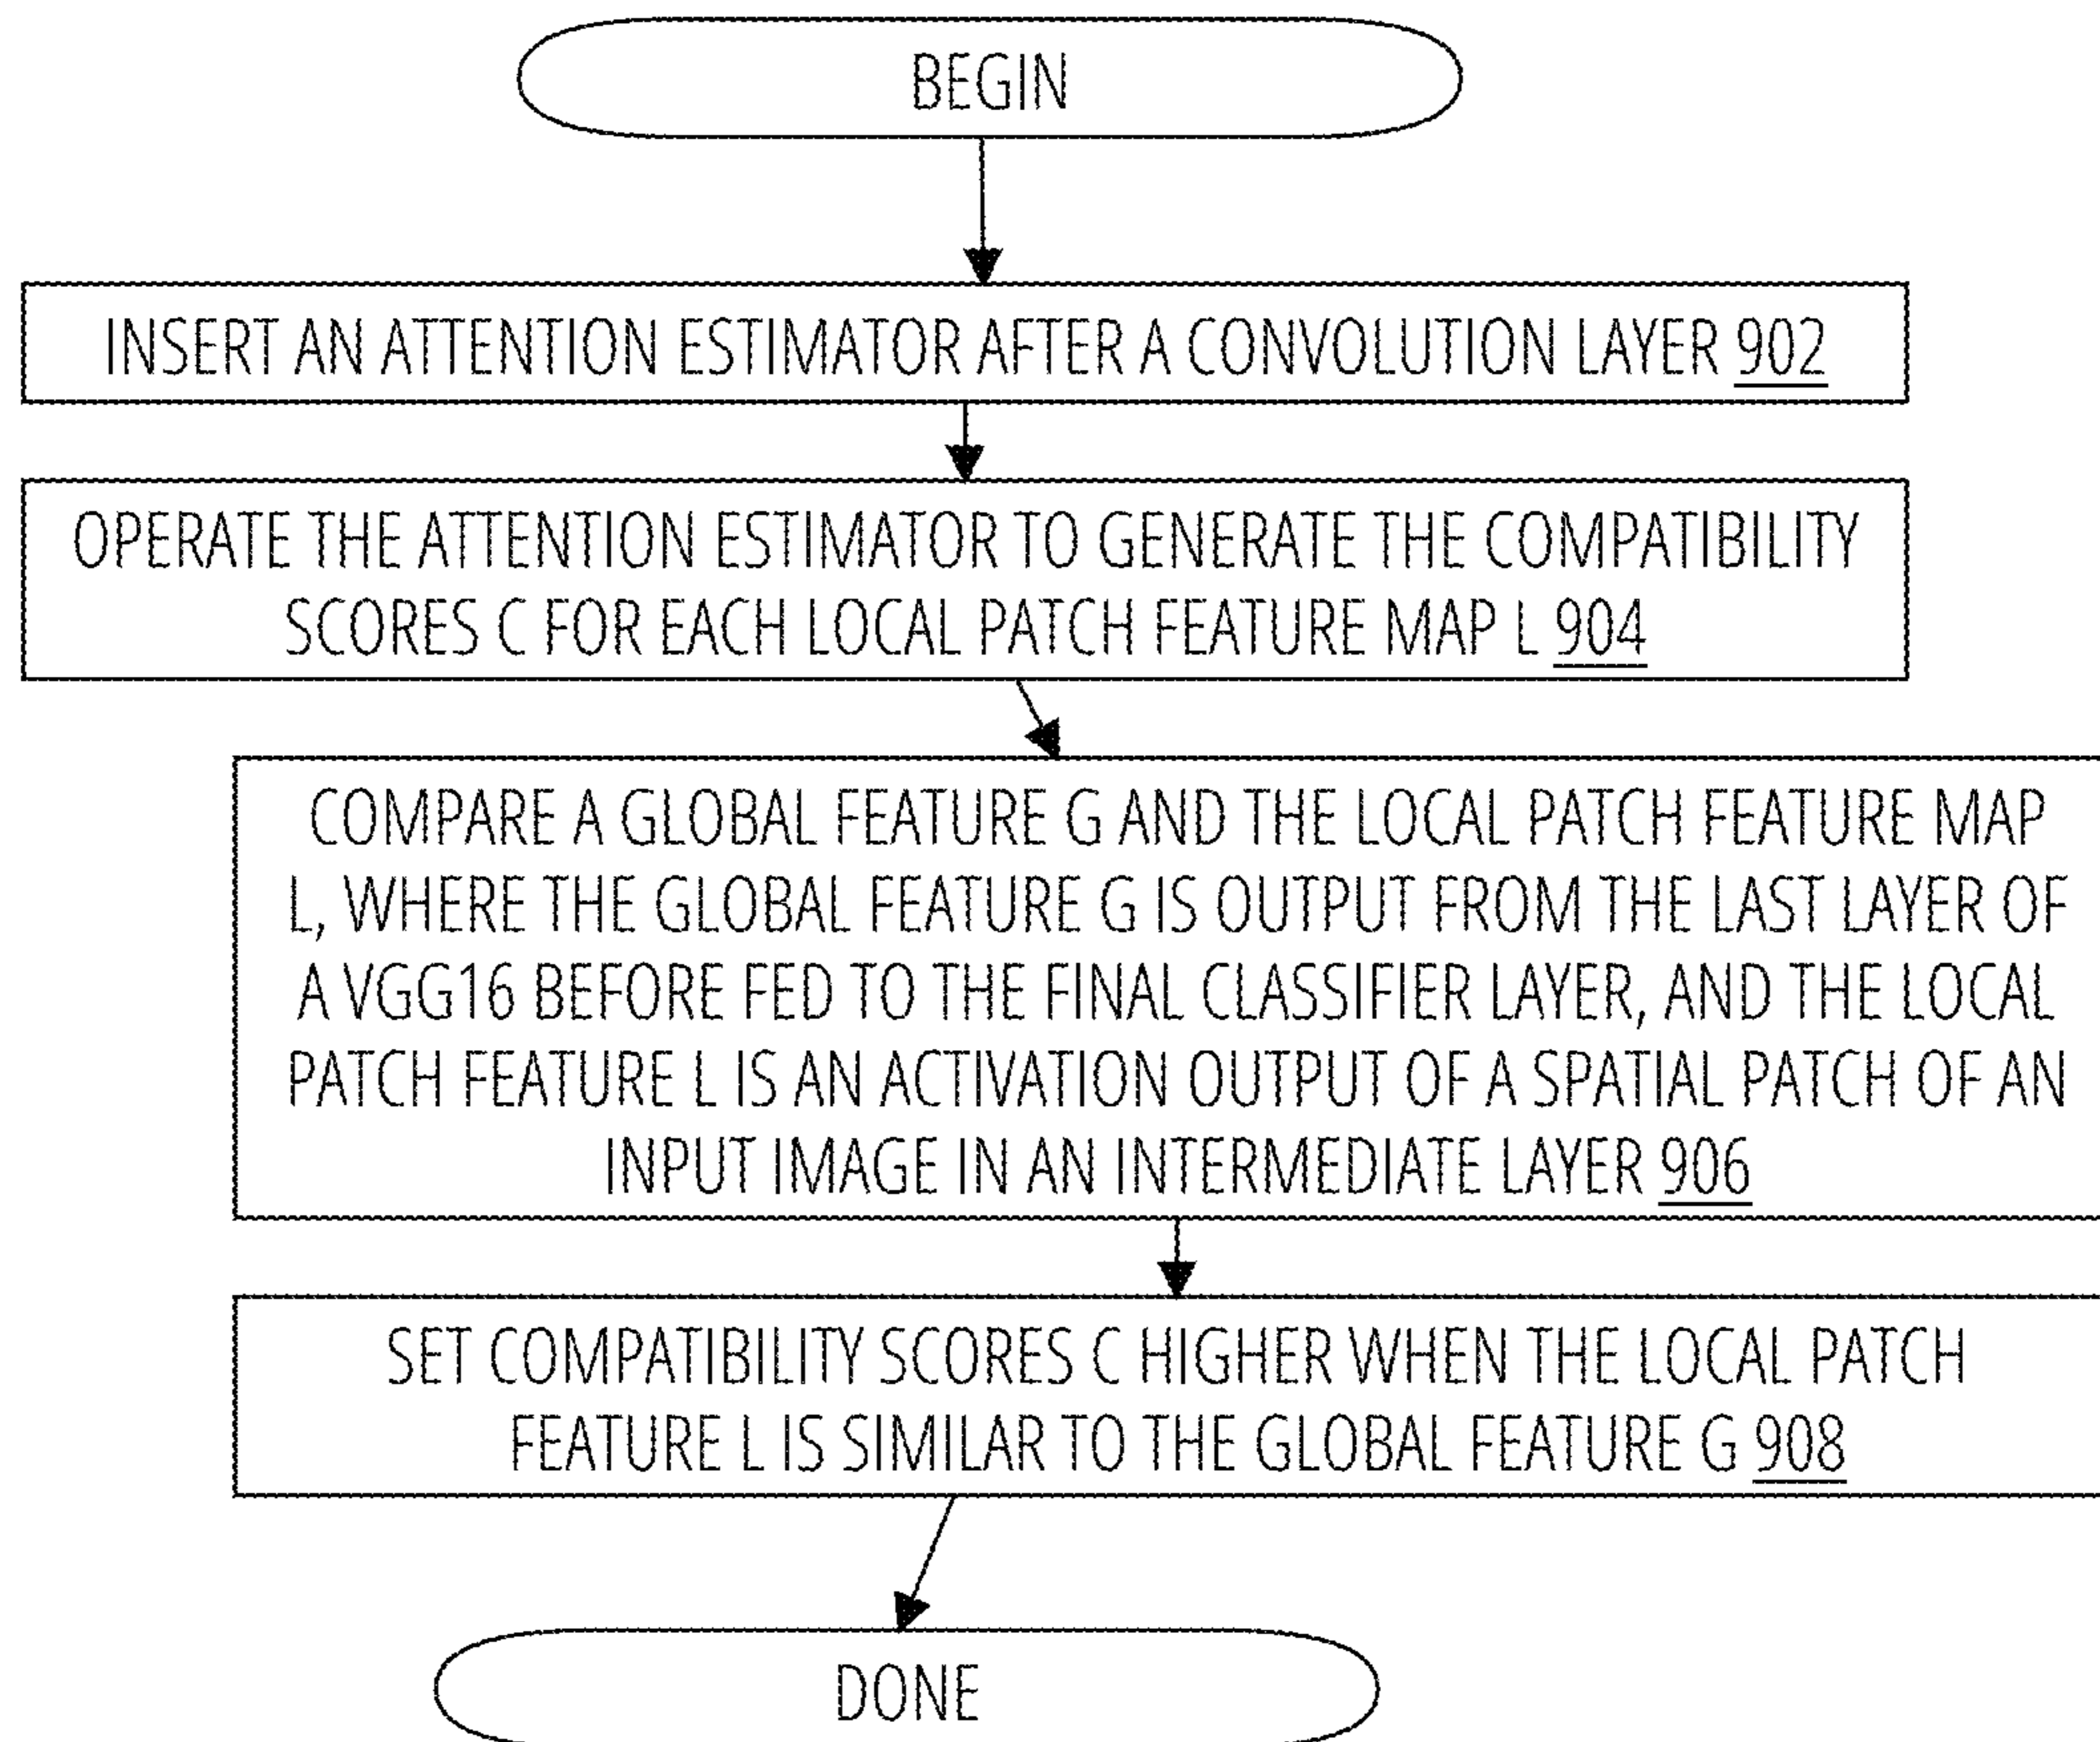 BEGIN
INSERT AN ATTENTION ESTIMATOR AFTER A CONVOLUTION LAYER 902
OPERATE THE ATTENTION ESTIMATOR TO GENERATE THE COMPATIBILITY
SCORES C FOR EACH LOCAL PATCH FEATURE MAP L 904
COMPARE A GLOBAL FEATURE G AND THE LOCAL PATCH FEATURE MAP
L, WHERE THE GLOBAL FEATURE G IS OUTPUT FROM THE LAST LAYER OF
A VGG16 BEFORE FED TO THE FINAL CLASSIFIER LAYER, AND THE LOCAL
PATCH FEATURE L IS AN ACTIVATION OUTPUT OF A SPATIAL PATCH OF AN
INPUT IMAGE IN AN INTERMEDIATE LAYER 906
SET COMPATIBILITY SCORES C HIGHER WHEN THE LOCAL PATCH
FEATURE L IS SIMILAR TO THE GLOBAL FEATURE G 908
DONE